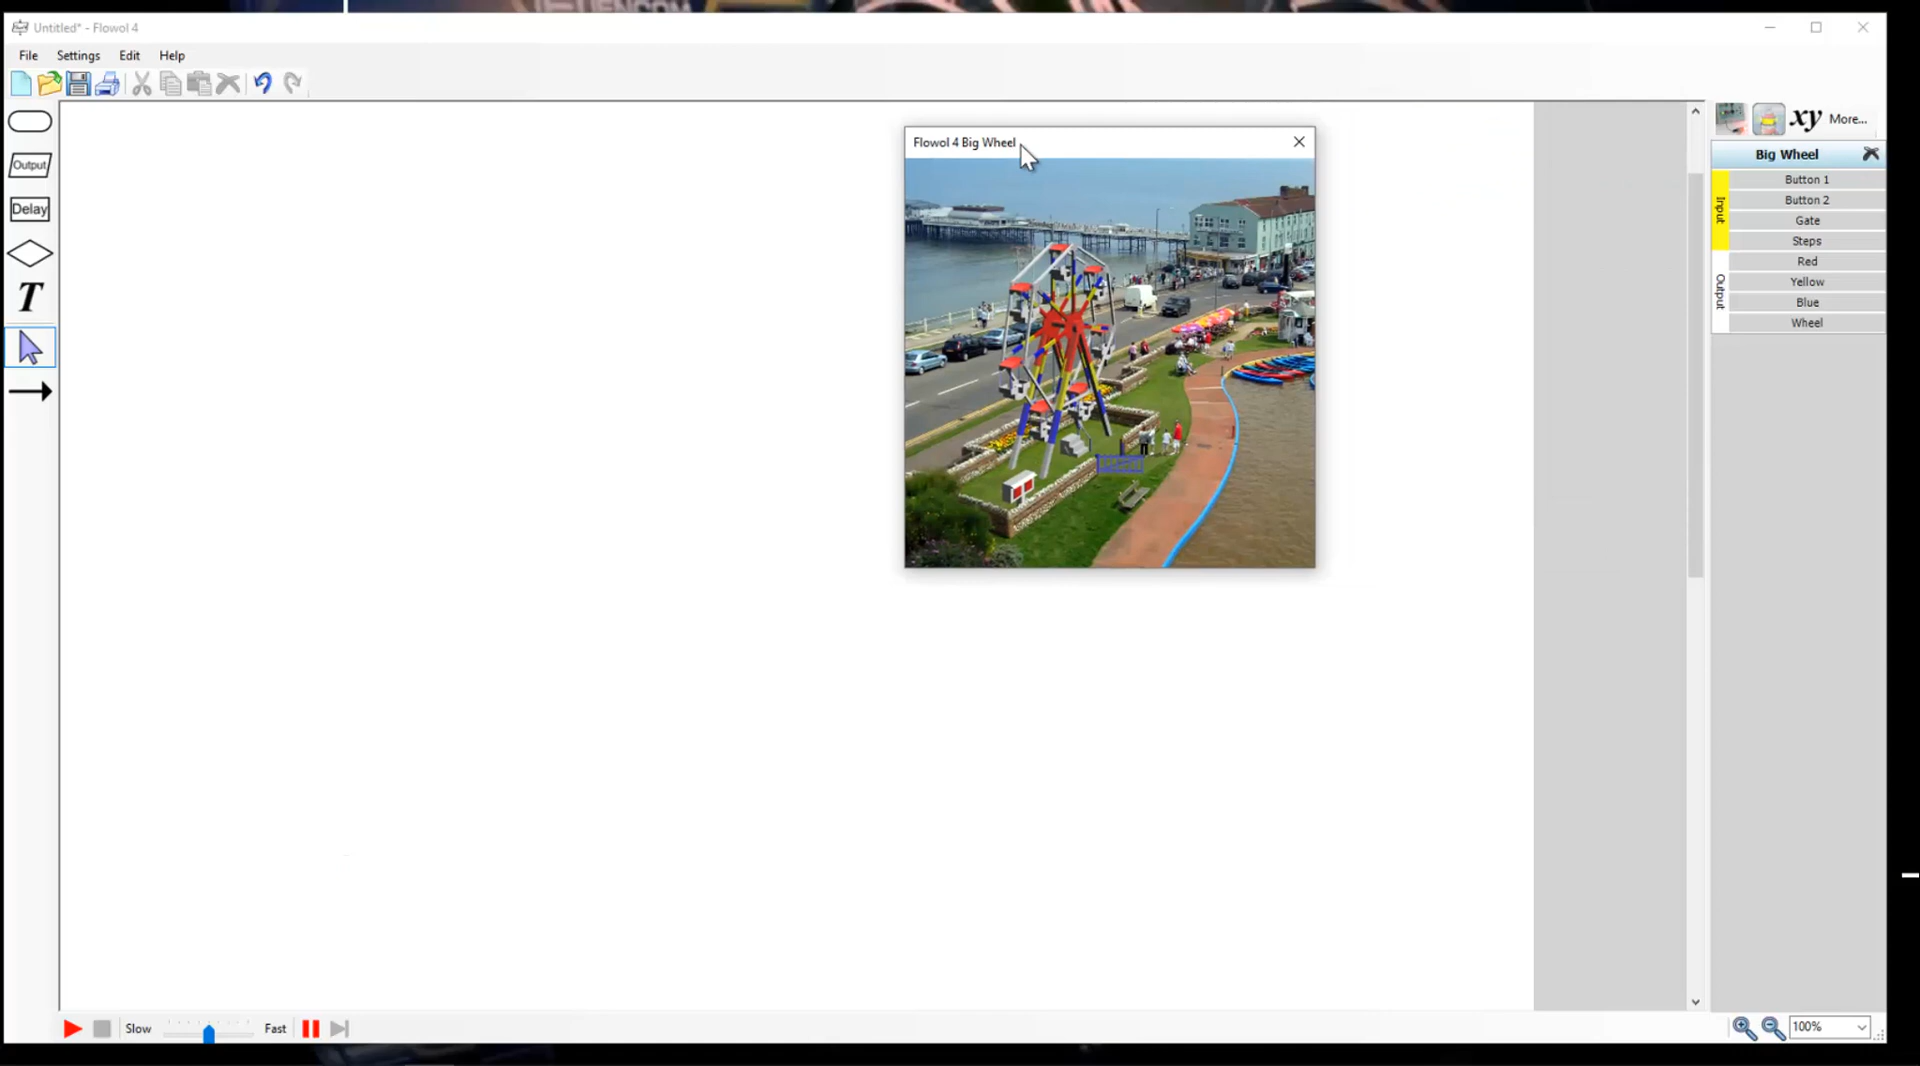 Untitled* - Flowol 4
File Settings Edit Help
Output
Delay
T
Flowol 4 Big Wheel
xy More...
Big Wheel
Input
Button 1
Button 2
Gate
Steps
Output
Red
Yellow
Blue
Wheel
Slow Fast
100%